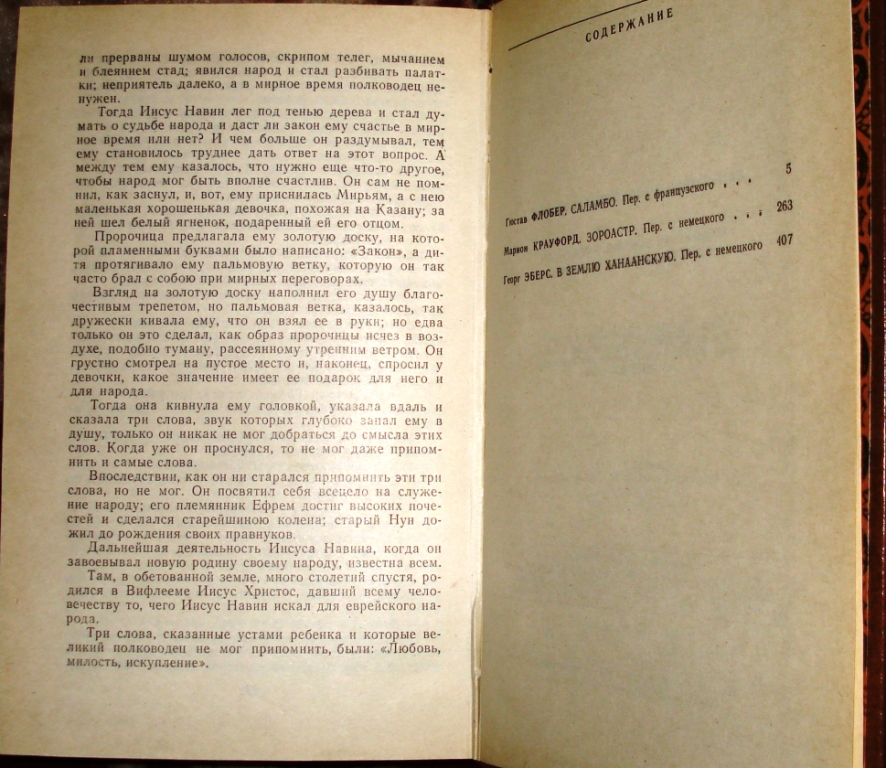 ли прерваны шумом голосов, скрипом телег, мычанием
и блеянием стад; явился народ и стал разбивать палат-
ки; неприятель далеко, а в мирное время полководец не-
нужен.
Тогда Иисус Навин лег под тенью дерева и стал ду-
мать о судьбе народа и даст ли закон ему счастье в мир-
ное время или нет? И чем больше он раздумывал, тем
ему становилось труднее дать ответ на этот вопрос. А
между тем ему казалось, что нужно еще что-то другое,
чтобы народ мог быть вполне счастлив. Он сам не пом-
нил, как заснул, и, вот, ему приснилась Мирьям, а с нею
маленькая хорошенькая девочка, похожая на Казану; за
ней шел белый ягненок, подаренный ей его отцом.
Пророчица предлагала ему золотую доску, на кото-
рой пламенными буквами было написано: «Закон», а ди-
тя протягивало ему пальмовую ветку, которую он так
часто брал с собою при мирных переговорах.
Взгляд на золотую доску наполнил его душу благо-
честивым трепетом, но пальмовая ветка, казалось, так
дружески кивала ему, что он взял ее в руки; но едва
только он это сделал, как образ пророчицы исчез в воз-
духе, подобно туману, рассеянному утренним ветром. Он
грустно смотрел на пустое место и, наконец, спросил у
девочки, какое значение имеет ее подарок для него и
для народа.
Тогда она кивнула ему головкой, указала вдаль и
сказала три слова, звук которых глубоко запал ему в
душу, только он никак не мог добраться до смысла этих
слов. Когда уже он проснулся, то не мог даже припом-
нить и самые слова.
Впоследствии, как он ни старался припомнить эти три
слова, но не мог. Он посвятил себя всецело на служе-
ние народу; его племянник Ефрем достиг высоких поче-
стей и сделался старейшиною колена; старый Нун до-
жил до рождения своих правнуков.
Дальнейшая деятельность Иисуса Навина, когда он
завоевывал новую родину своему народу, известна всем.
Там, в обетованной земле, много столетий спустя, ро-
дился в Вифлееме Иисус Христос, давший всему чело-
вечеству то, чего Иисус Навин искал для еврейского на-
рода.
Три слова, сказанные устами ребенка и которые ве-
ликий полководец не мог припомнить, были: «Любовь,
милость, искупление».
СОДЕРЖАНИЕ
Гюстав ФЛОБЕР. САЛАМБО. Пер. с французского . . . 5
Марион КРАУФОРД. ЗОРОАСТР. Пер. с немецкого . . . 263
Георг ЭБЕРС. В ЗЕМЛЮ ХАНААНСКУЮ. Пер. с немецкого 407